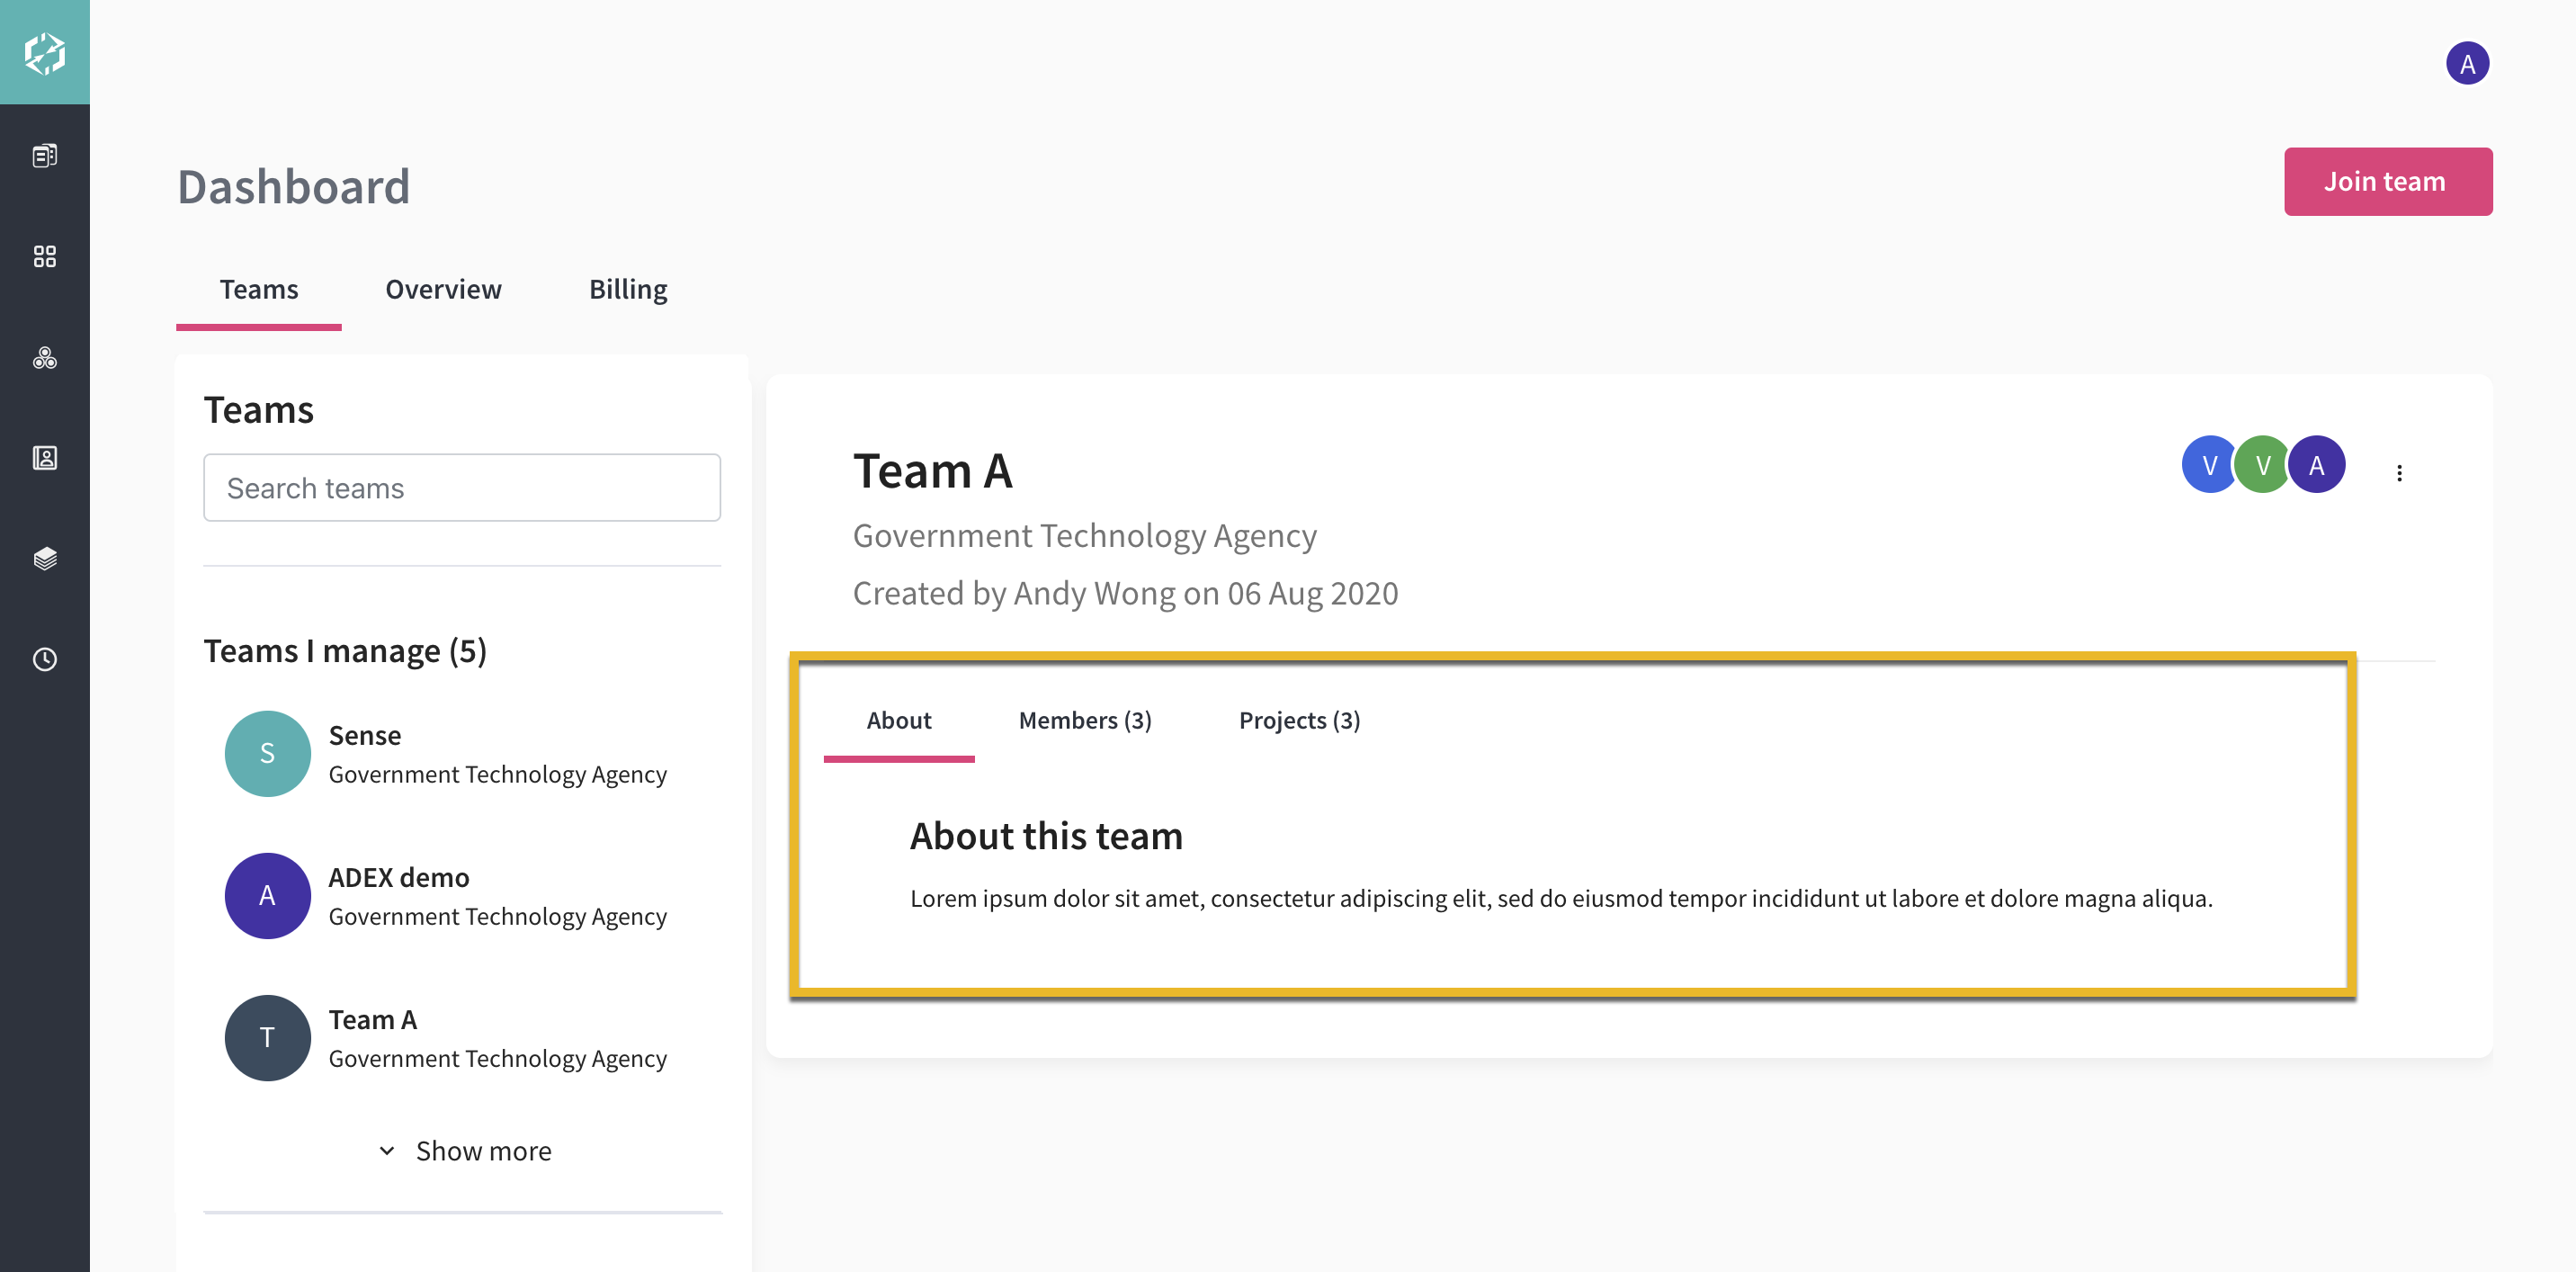 A
Dashboard
Join team
Teams Overview Billing
Teams
Search teams
Teams I manage (5)
S
Sense
Government Technology Agency
A
ADEX demo
Government Technology Agency
T
Team A
Government Technology Agency
Show more
Team A
V V A
Government Technology Agency
Created by Andy Wong on 06 Aug 2020
About Members (3) Projects (3)
About this team
Lorem ipsum dolor sit amet, consectetur adipiscing elit, sed do eiusmod tempor incididunt ut labore et dolore magna aliqua.